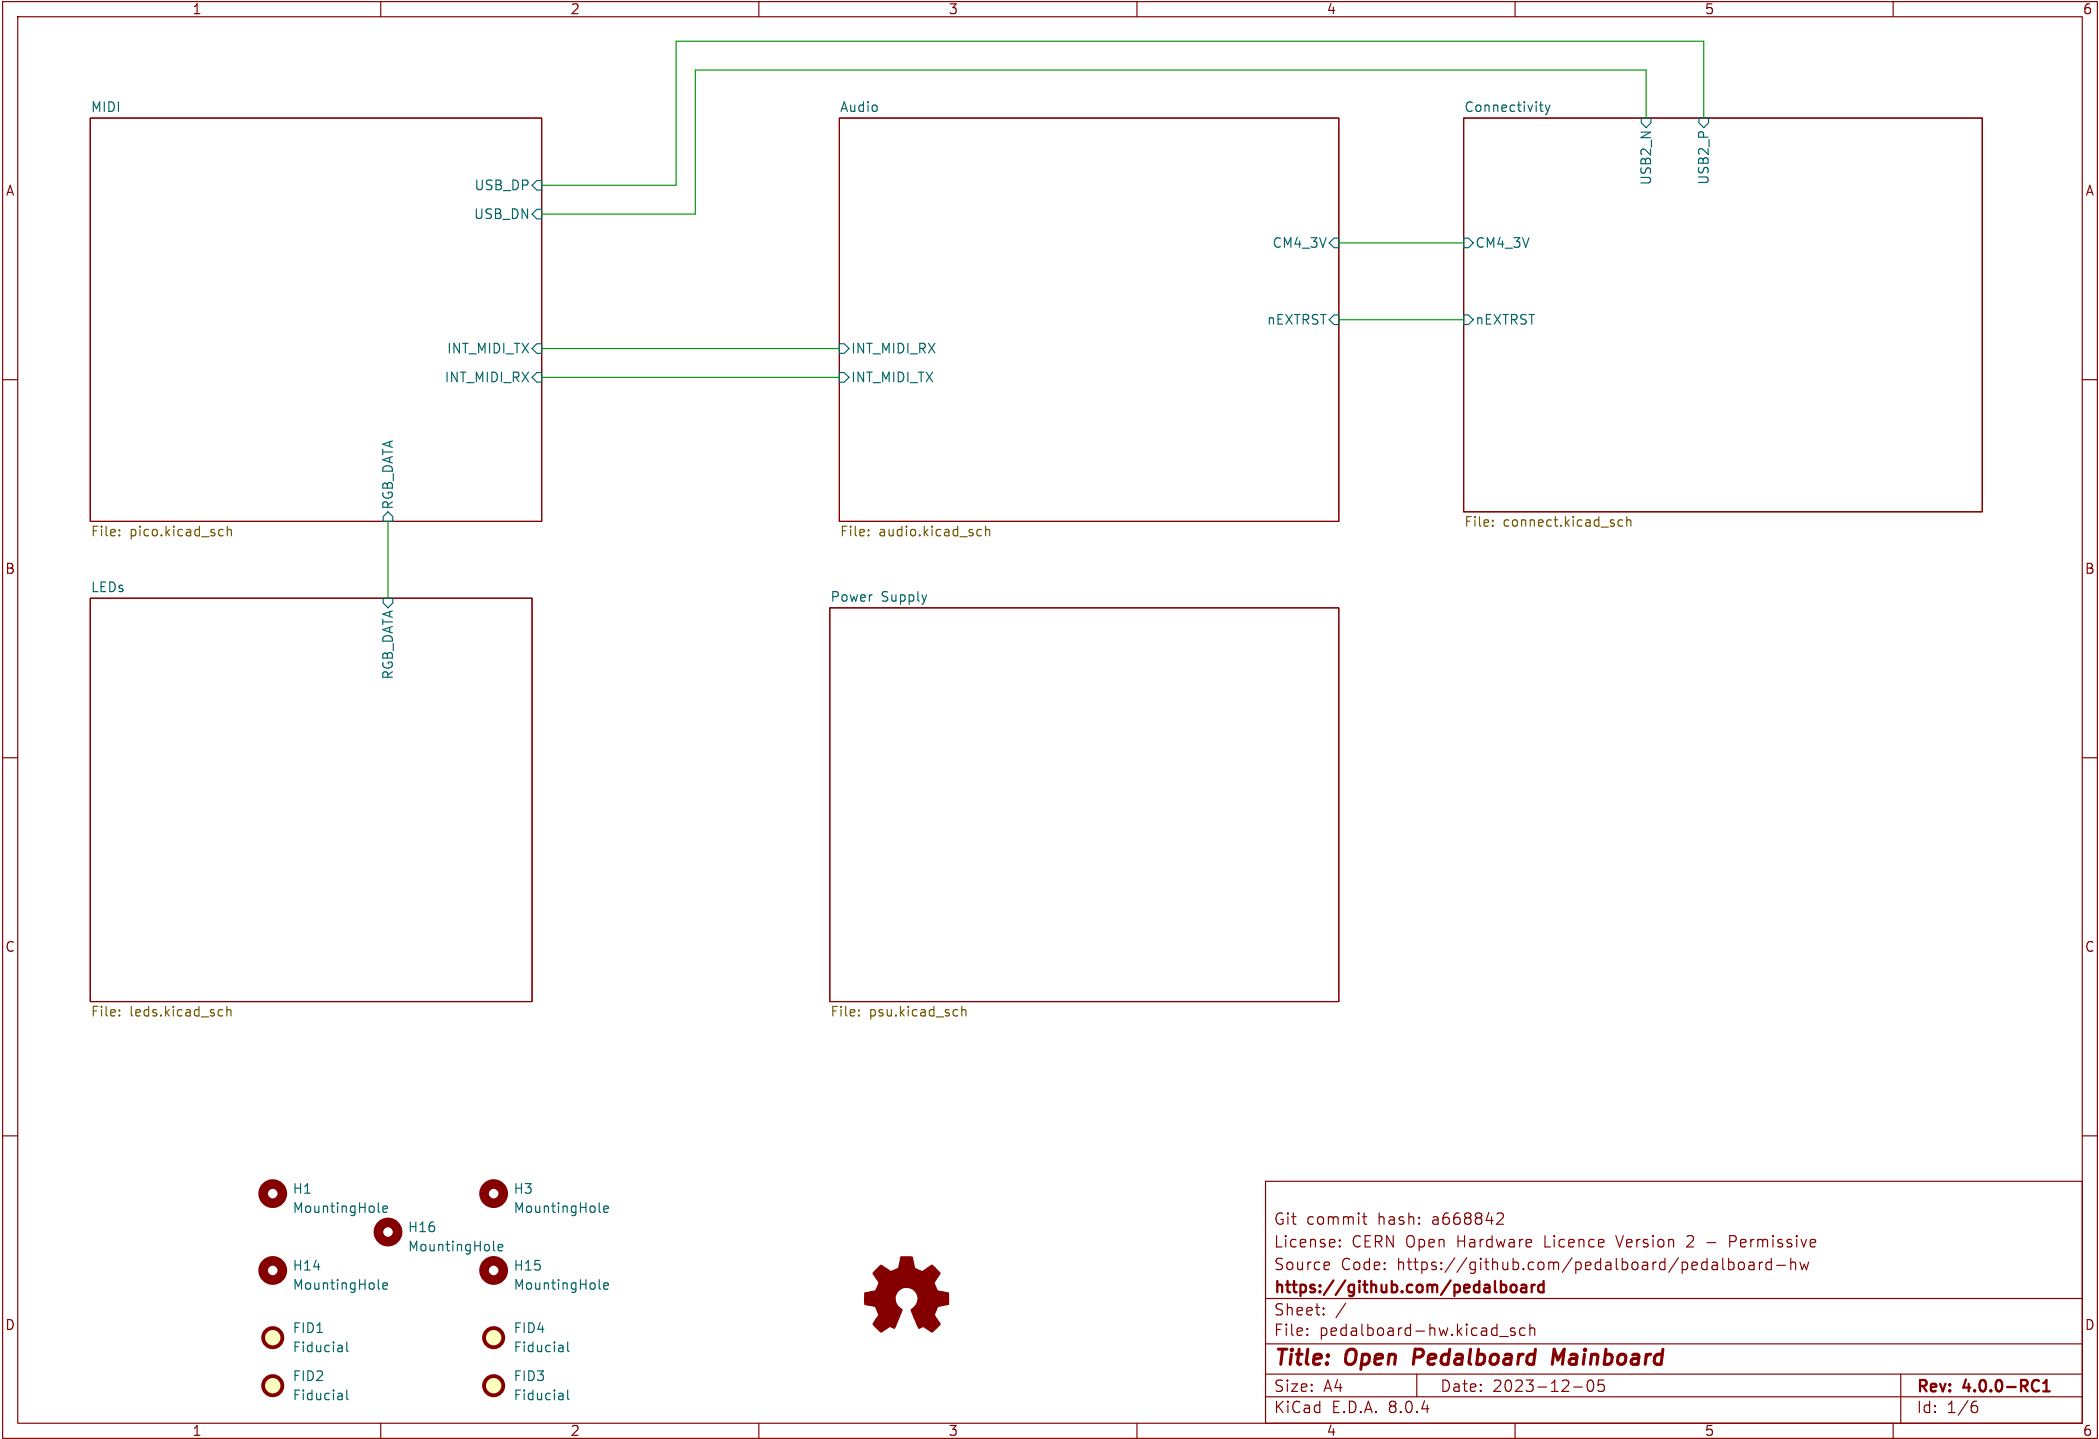 1 2 3 4 5 6
MIDI
Audio
Connectivity
USB2_N
USB2_P
A
USB_DP
A
USB_DN
CM4_3V
CM4_3V
nEXTRST
nEXTRST
INT_MIDI_TX
INT_MIDI_RX
INT_MIDI_RX
INT_MIDI_TX
RGB_DATA
File: pico.kicad_sch
File: audio.kicad_sch
File: connect.kicad_sch
B
B
LEDs
Power Supply
RGB_DATA
C
C
File: leds.kicad_sch
File: psu.kicad_sch
H1
MountingHole
H3
MountingHole
H16
MountingHole
H14
MountingHole
H15
MountingHole
FID1
Fiducial
FID4
Fiducial
FID2
Fiducial
FID3
Fiducial
D
D
Git commit hash: a668842
License: CERN Open Hardware Licence Version 2 - Permissive
Source Code: https://github.com/pedalboard/pedalboard-hw
https://github.com/pedalboard
Sheet: /
File: pedalboard-hw.kicad_sch
Title: Open Pedalboard Mainboard
Size: A4
Date: 2023-12-05
Rev: 4.0.0-RC1
KiCad E.D.A. 8.0.4
Id: 1/6
1 2 3 4 5 6